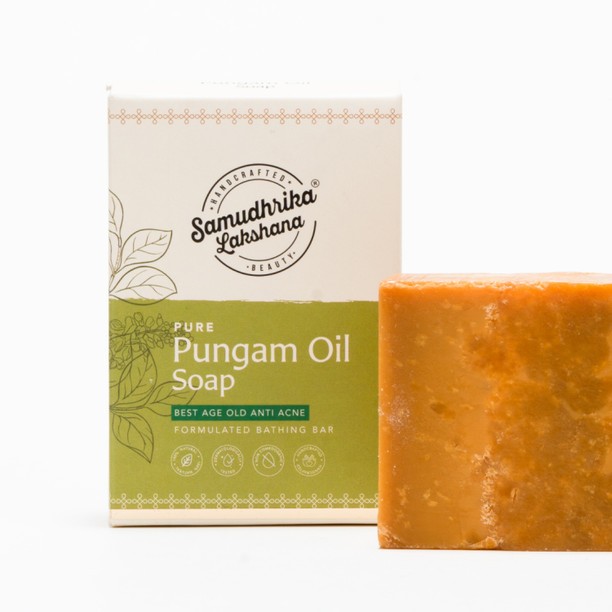 HANDCRAFTED
Samudhrika®
Lakshana
BEAUTY
PURE
Pungam Oil
Soap
BEST AGE OLD ANTI ACNE
FORMULATED BATHING BAR